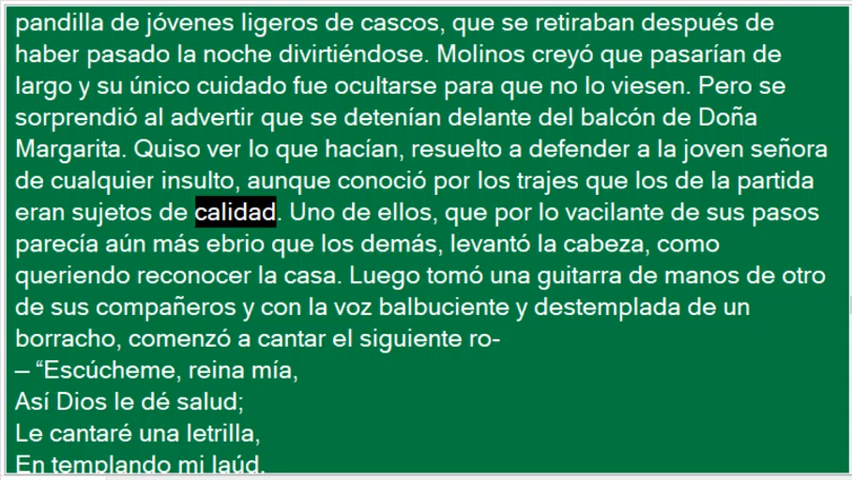 pandilla de jóvenes ligeros de cascos, que se retiraban después de
haber pasado la noche divirtiéndose. Molinos creyó que pasarían de
largo y su único cuidado fue ocultarse para que no lo viesen. Pero se
sorprendió al advertir que se detenían delante del balcón de Doña
Margarita. Quiso ver lo que hacían, resuelto a defender a la joven señora
de cualquier insulto, aunque conoció por los trajes que los de la partida
eran sujetos de calidad. Uno de ellos, que por lo vacilante de sus pasos
parecía aún más ebrio que los demás, levantó la cabeza, como
queriendo reconocer la casa. Luego tomó una guitarra de manos de otro
de sus compañeros y con la voz balbuciente y destemplada de un
borracho, comenzó a cantar el siguiente ro-
– “Escúcheme, reina mía,
Así Dios le dé salud;
Le cantaré una letrilla,
En templando mi laúd.